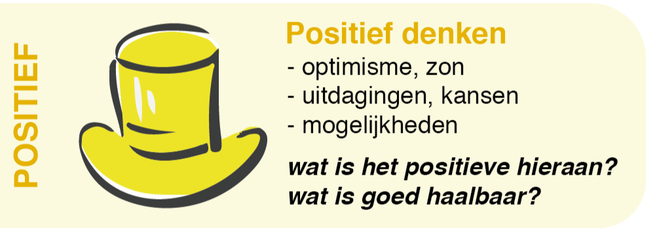 POSITIEF
Positief denken
- optimisme, zon
- uitdagingen, kansen
- mogelijkheden
wat is het positieve hieraan?
wat is goed haalbaar?